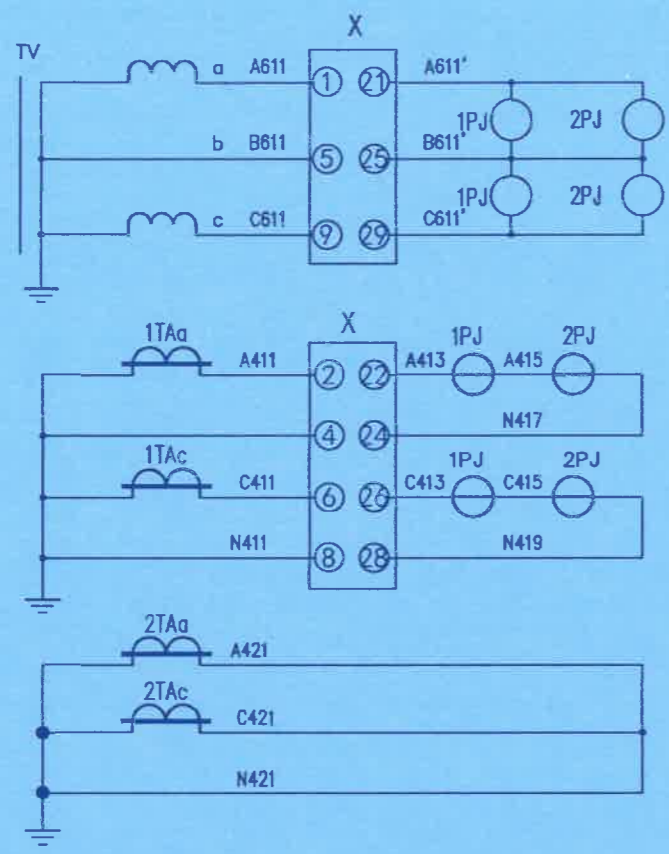 X
TV
a A611 1 21 A611'
1PJ 2PJ
b B611 5 25 B611'
1PJ 2PJ
c C611 9 29 C611'
X
1TAa A411 2 22 A413 1PJ A415 2PJ
4 24 N417
1TAc C411 6 26 C413 1PJ C415 2PJ
N411 8 28 N419
2TAa A421
2TAc C421
N421